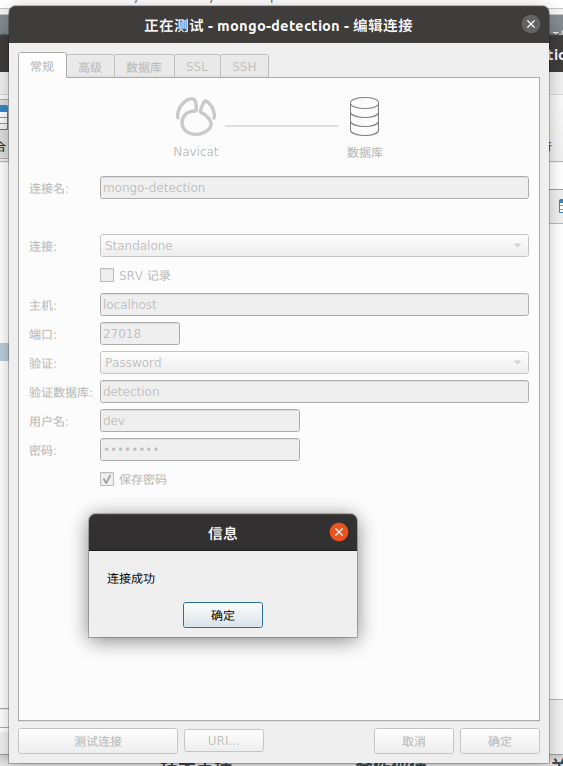 正在测试 - mongo-detection - 编辑连接
常规 高级 数据库 SSL SSH
Navicat 数据库
连接名: mongo-detection
连接: Standalone
SRV 记录
主机: localhost
端口: 27018
验证: Password
验证数据库: detection
用户名: dev
密码: ••••••••
保存密码
信息
连接成功
确定
测试连接 URI... 取消 确定